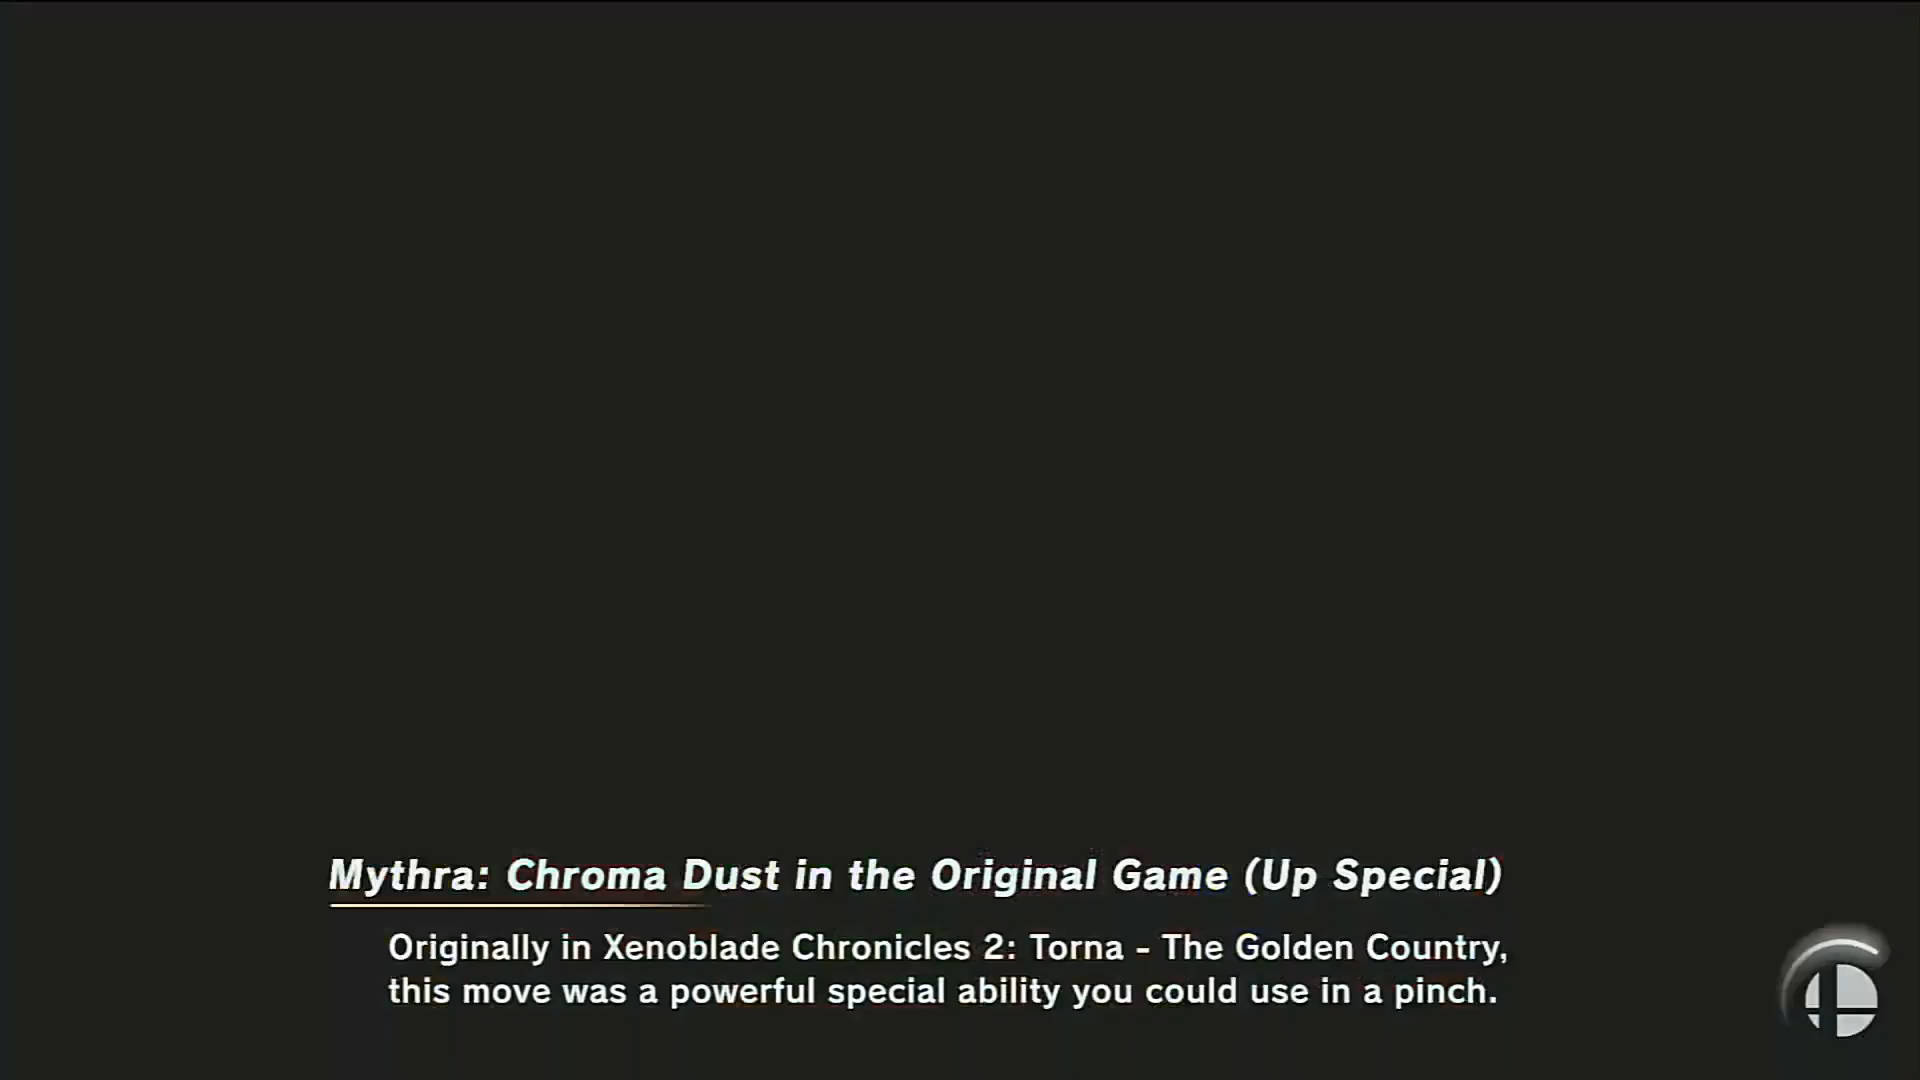 Mythra: Chroma Dust in the Original Game (Up Special)
Originally in Xenoblade Chronicles 2: Torna - The Golden Country,
this move was a powerful special ability you could use in a pinch.